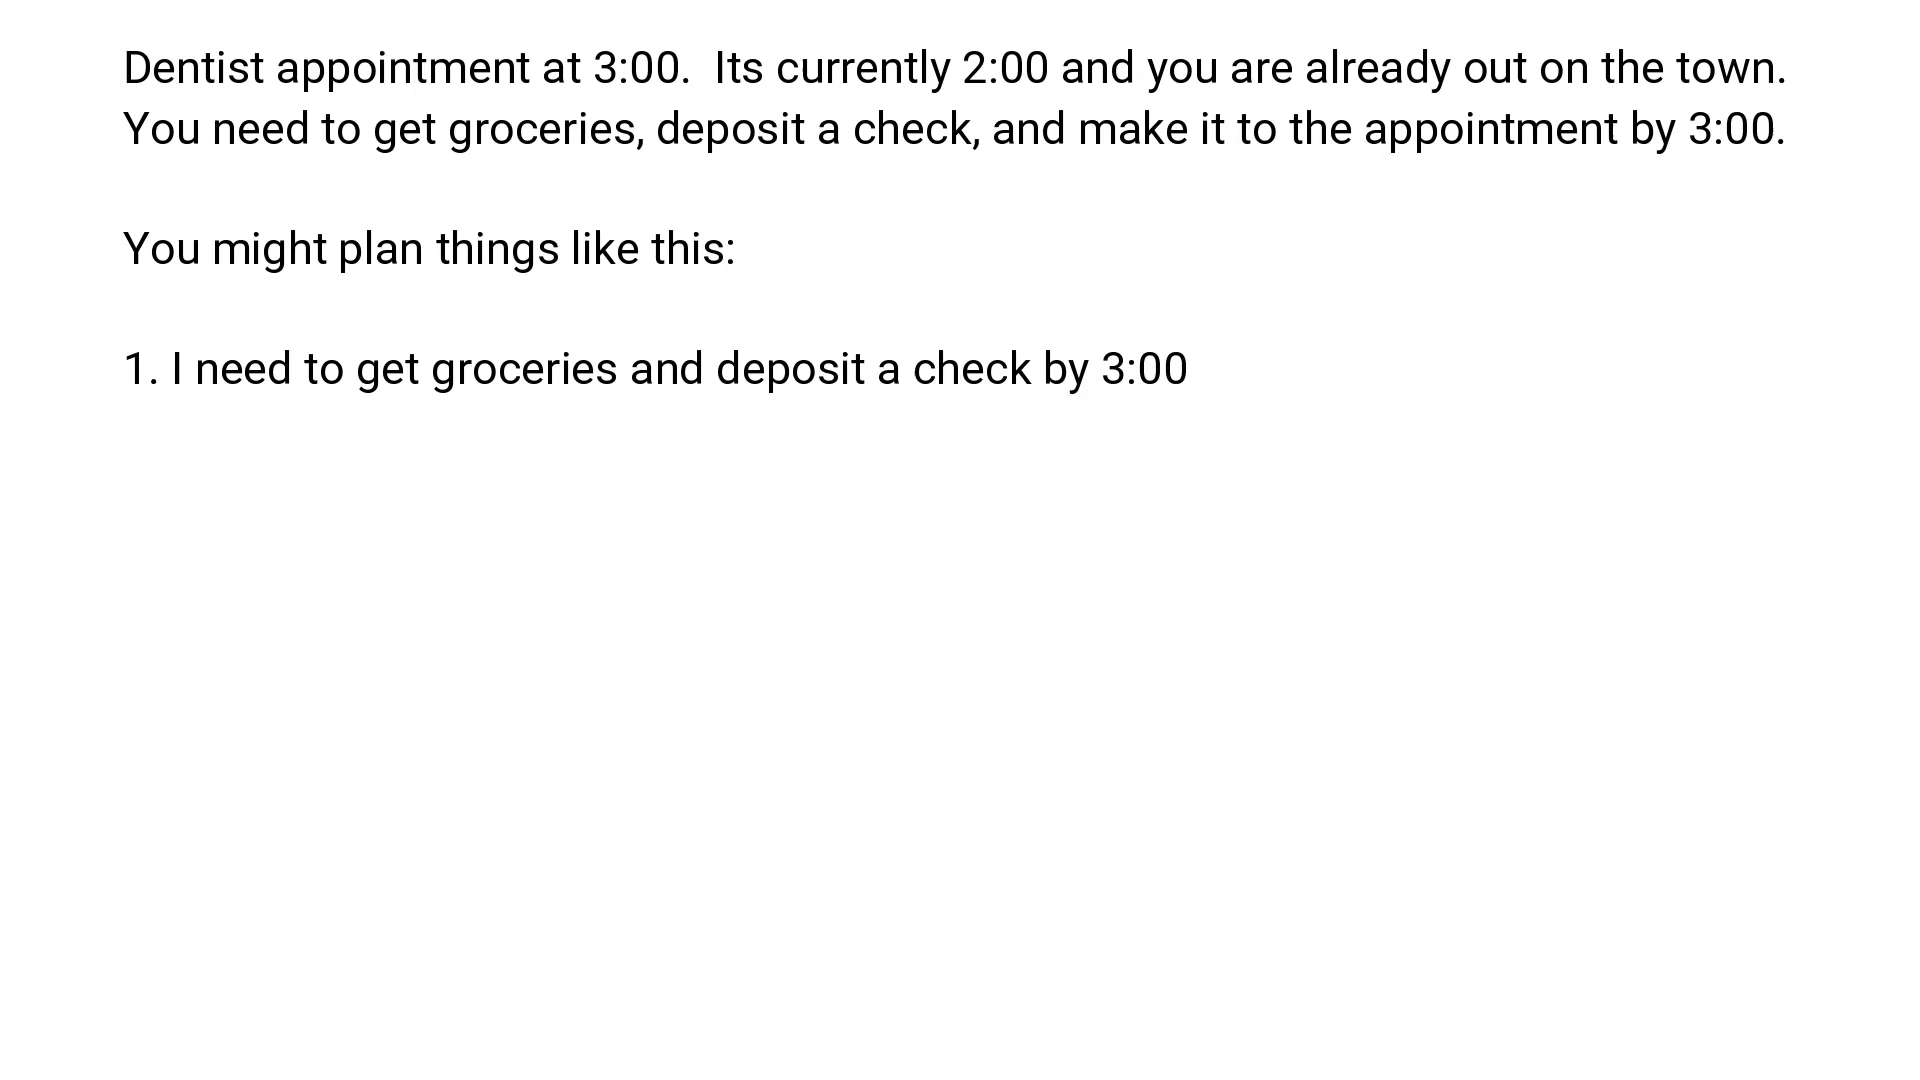 Dentist appointment at 3:00.  Its currently 2:00 and you are already out on the town.
You need to get groceries, deposit a check, and make it to the appointment by 3:00.
You might plan things like this:
1. I need to get groceries and deposit a check by 3:00